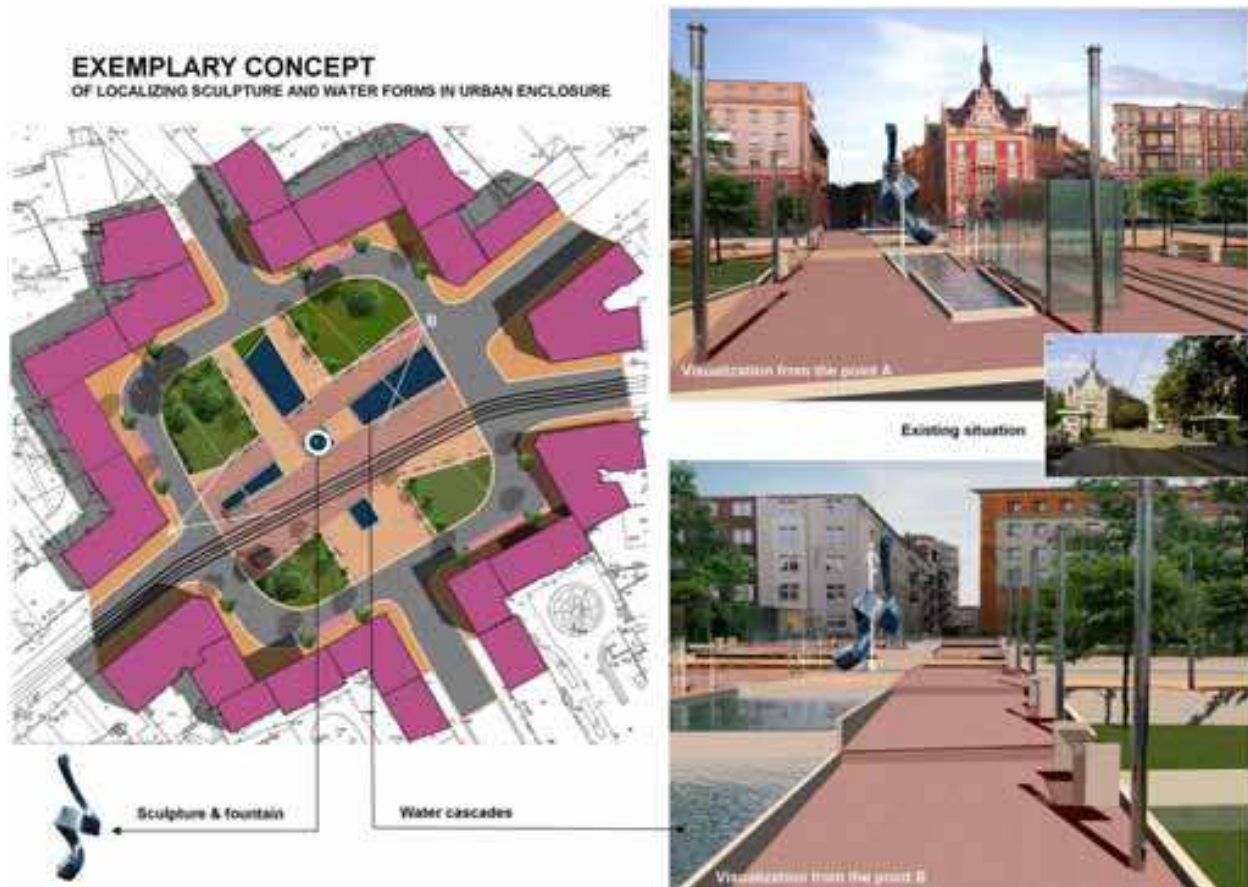 EXEMPLARY CONCEPT
OF LOCALIZING SCULPTURE AND WATER FORMS IN URBAN ENCLOSURE
B
Visualization from the point A
Existing situation
Sculpture & fountain
Water cascades
Visualization from the point B